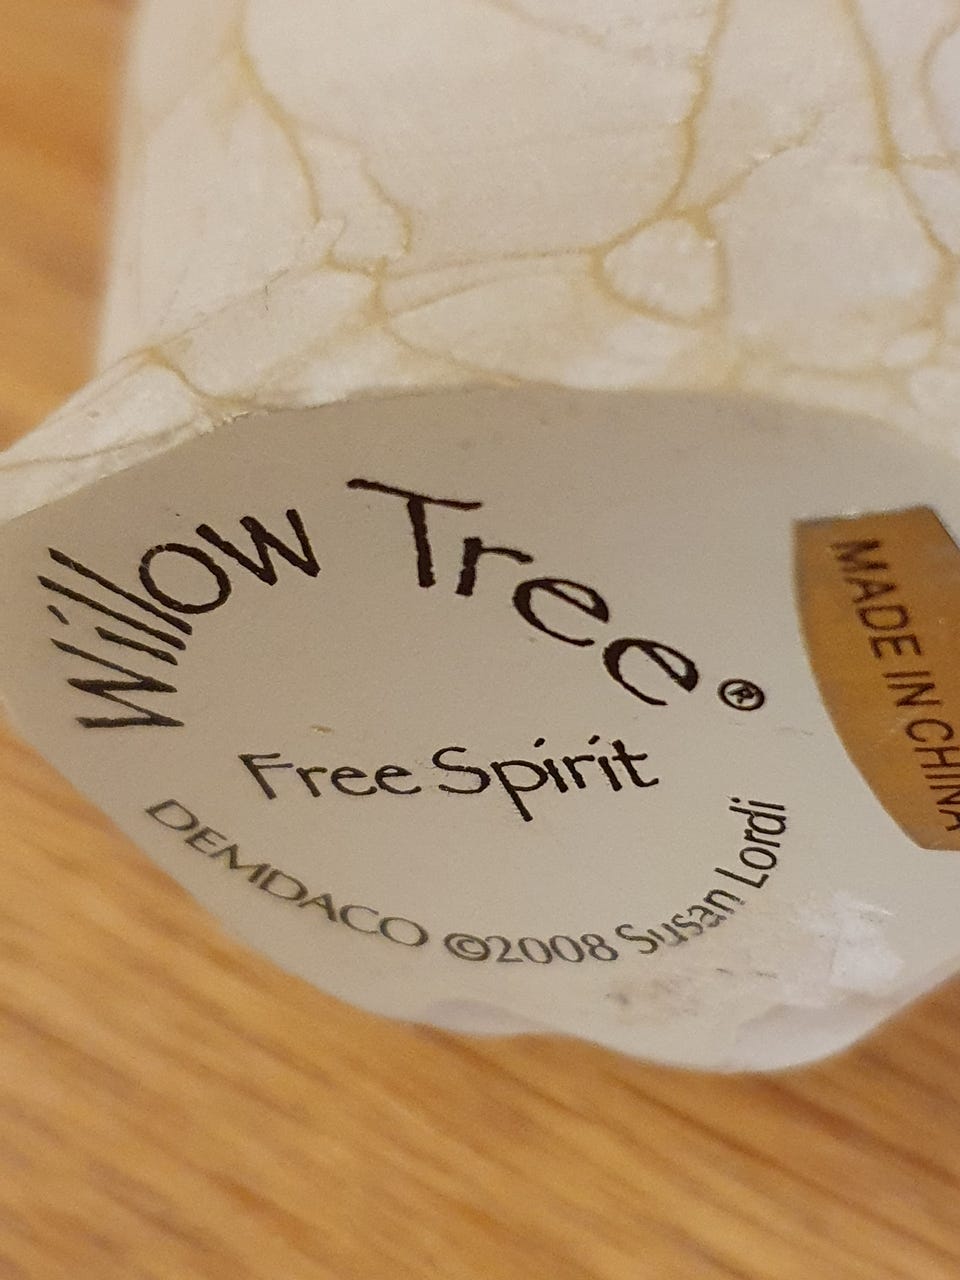 Willow Tree®
Free Spirit
DEMDACO ©2008 Susan Lordi
MADE IN CHINA